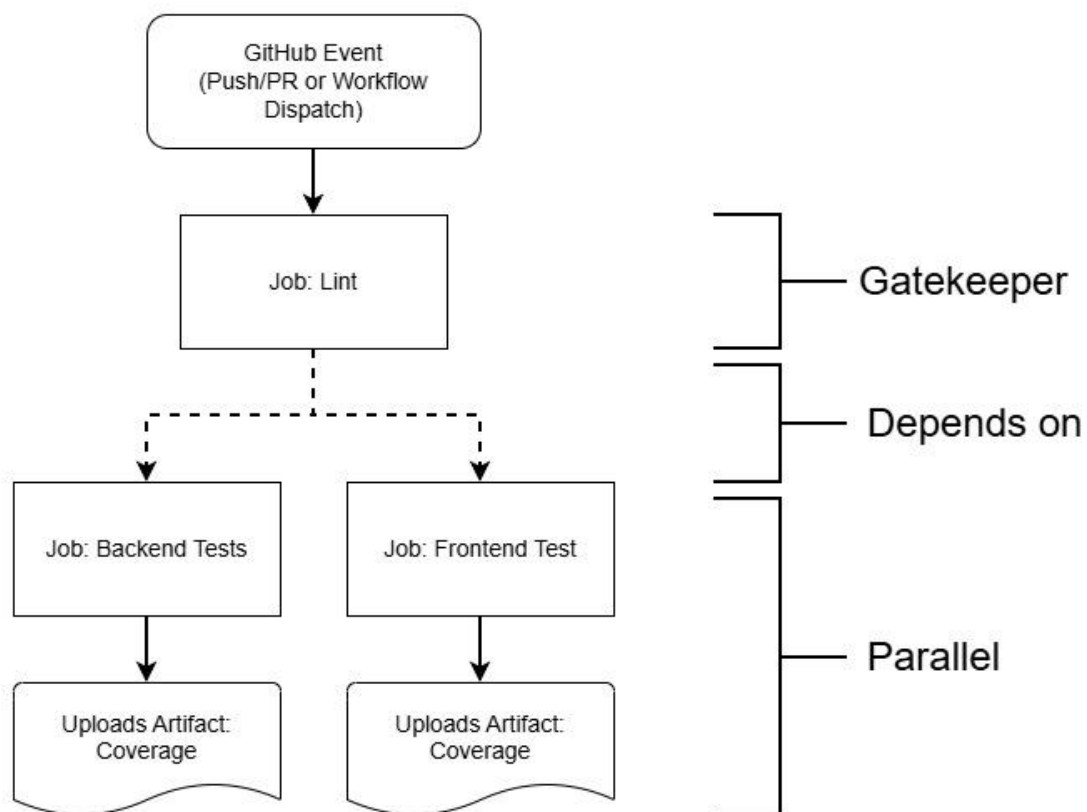 GitHub Event
(Push/PR or Workflow
Dispatch)
Job: Lint
Gatekeeper
Depends on
Job: Backend Tests
Job: Frontend Test
Parallel
Uploads Artifact:
Coverage
Uploads Artifact:
Coverage